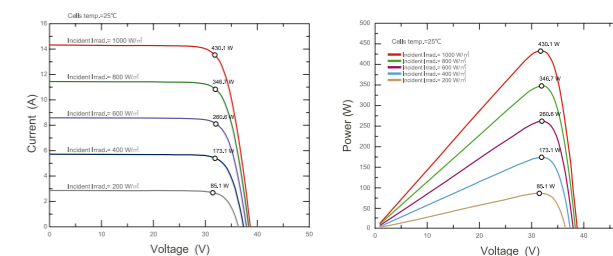 Cells temp.=25℃
16
14
12
10
8
6
4
2
0
Current (A)
Incident Irrad.= 1000 W/㎡
430.1 W
Incident Irrad.= 800 W/㎡
346.7 W
Incident Irrad.= 600 W/㎡
260.6 W
Incident Irrad.= 400 W/㎡
173.1 W
Incident Irrad.= 200 W/㎡
85.1 W
0
10
20
30
40
50
Voltage (V)
500
450
400
350
300
250
200
150
100
50
0
Power (W)
Cells temp.=25℃
Incident Irrad.= 1000 W/㎡
Incident Irrad.= 800 W/㎡
Incident Irrad.= 600 W/㎡
Incident Irrad.= 400 W/㎡
Incident Irrad.= 200 W/㎡
430.1 W
346.7 W
260.6 W
173.1 W
85.1 W
0
10
20
30
40
Voltage (V)